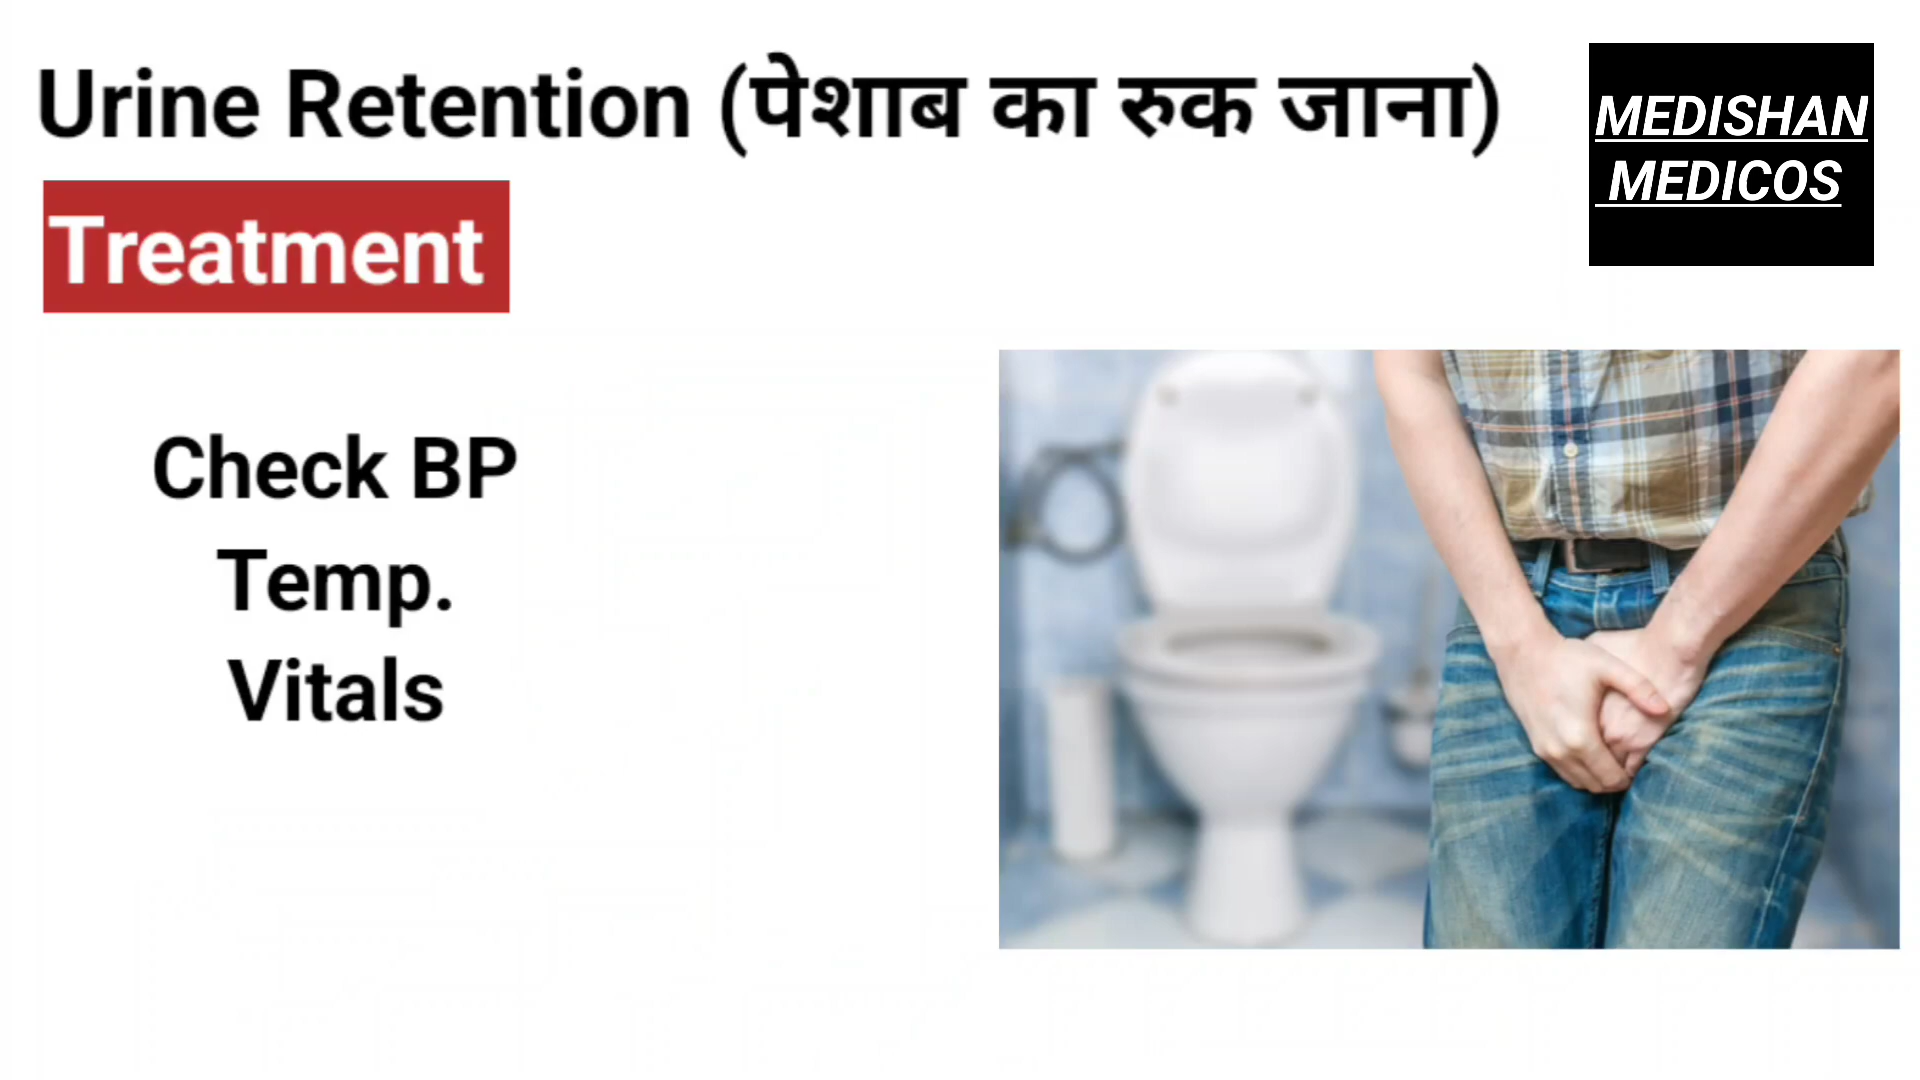 Urine Retention (पेशाब का रुक जाना)
MEDISHAN
MEDICOS
Treatment
Check BP
Temp.
Vitals